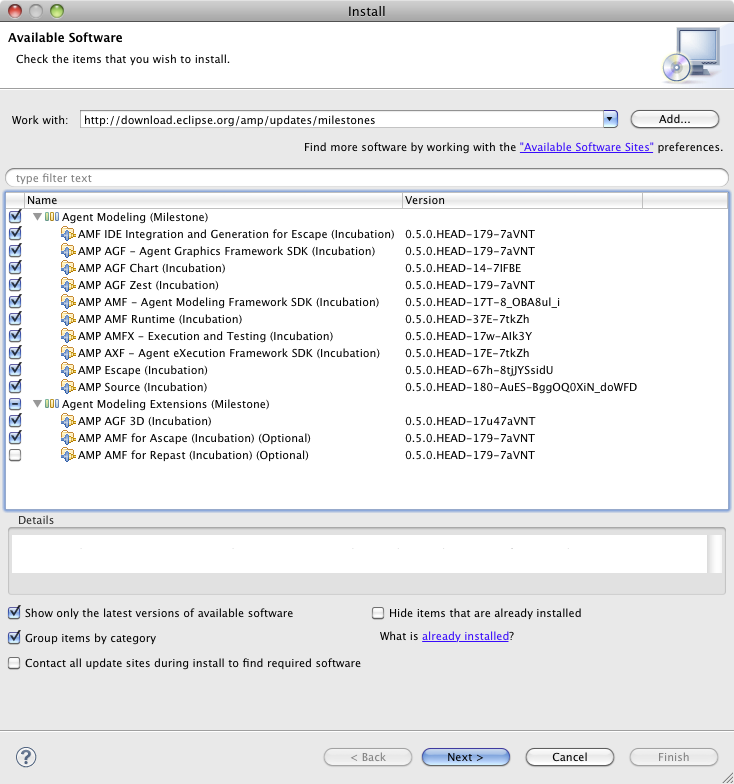 Install
Available Software
Check the items that you wish to install.
Work with: http://download.eclipse.org/amp/updates/milestones Add...
Find more software by working with the "Available Software Sites" preferences.
type filter text
Name Version
Agent Modeling (Milestone)
AMF IDE Integration and Generation for Escape (Incubation) 0.5.0.HEAD-179-7aVNT
AMP AGF - Agent Graphics Framework SDK (Incubation) 0.5.0.HEAD-179-7aVNT
AMP AGF Chart (Incubation) 0.5.0.HEAD-14-7IFBE
AMP AGF Zest (Incubation) 0.5.0.HEAD-179-7aVNT
AMP AMF - Agent Modeling Framework SDK (Incubation) 0.5.0.HEAD-17T-8_OBA8ul_i
AMP AMF Runtime (Incubation) 0.5.0.HEAD-37E-7tkZh
AMP AMFX - Execution and Testing (Incubation) 0.5.0.HEAD-17w-AIk3Y
AMP AXF - Agent eXecution Framework SDK (Incubation) 0.5.0.HEAD-17E-7tkZh
AMP Escape (Incubation) 0.5.0.HEAD-67h-8tjJYSsidU
AMP Source (Incubation) 0.5.0.HEAD-180-AuES-BggOQ0XiN_doWFD
Agent Modeling Extensions (Milestone)
AMP AGF 3D (Incubation) 0.5.0.HEAD-17u47aVNT
AMP AMF for Ascape (Incubation) (Optional) 0.5.0.HEAD-179-7aVNT
AMP AMF for Repast (Incubation) (Optional) 0.5.0.HEAD-179-7aVNT
Details
Show only the latest versions of available software Hide items that are already installed
Group items by category What is already installed?
Contact all update sites during install to find required software
? < Back Next > Cancel Finish